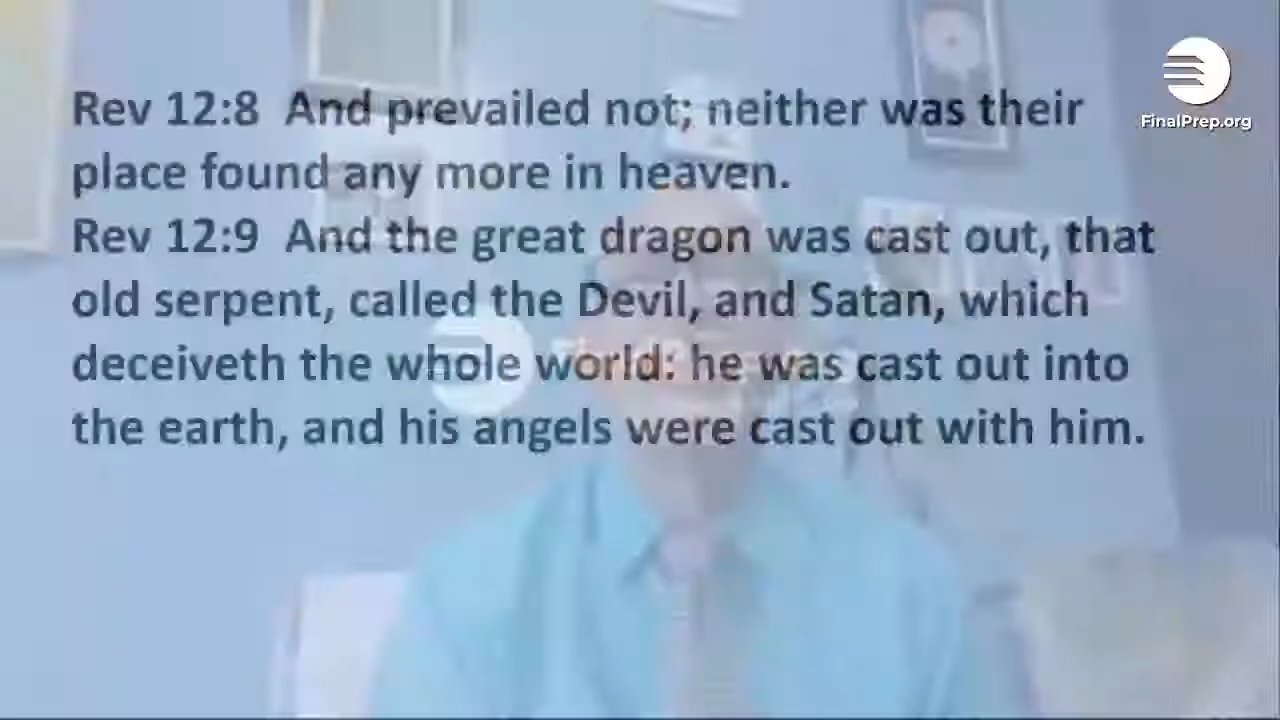 FinalPrep.org
Rev 12:8 And prevailed not; neither was their
place found any more in heaven.
Rev 12:9 And the great dragon was cast out, that
old serpent, called the Devil, and Satan, which
deceiveth the whole world: he was cast out into
the earth, and his angels were cast out with him.